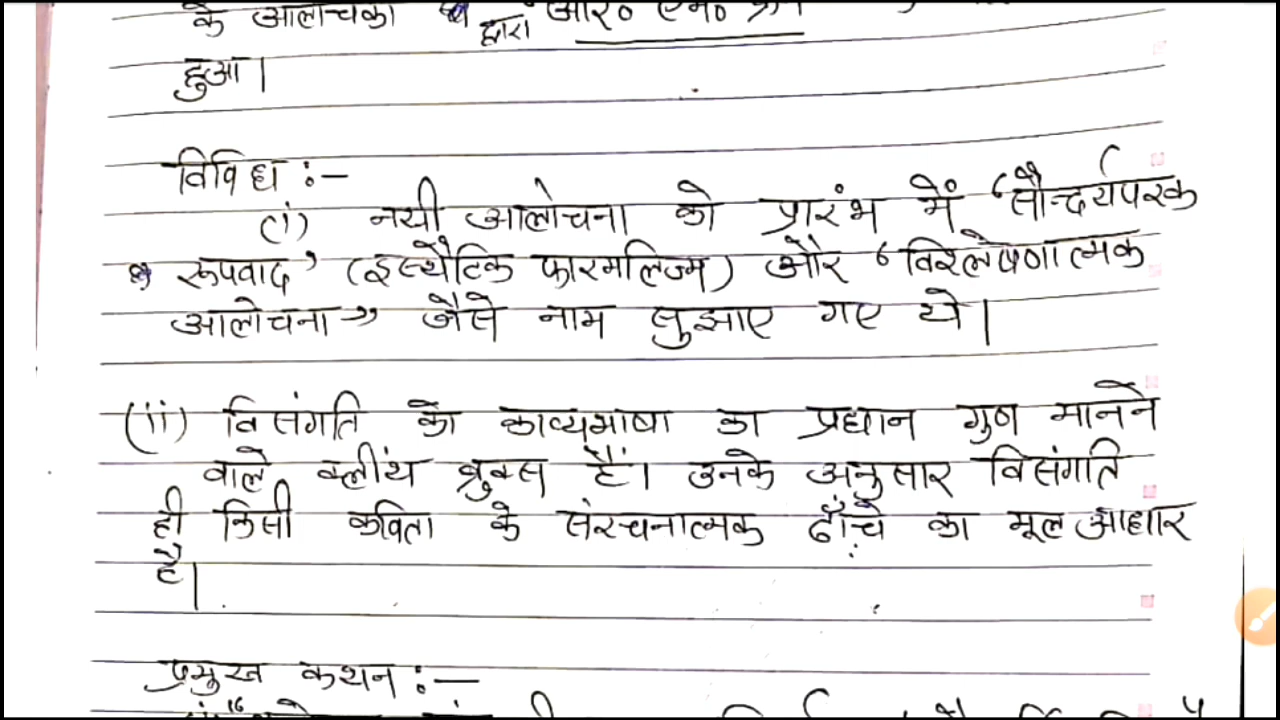 के आलोचको द्वारा आर० एम० क्रेन
हुआ।
विविध :-
(i) नयी आलोचना को प्रारंभ में 'सौन्दर्यपरक
रूपवाद' (इस्थैटिक फारमलिज्म) और 'विश्लेषणात्मक
आलोचना" जैसे नाम सुझाए गए थे।
(ii) विसंगति को काव्यभाषा का प्रधान गुण मानने
वाले क्लींथ ब्रुक्स हैं। उनके अनुसार विसंगति
ही किसी कविता के संरचनात्मक ढाँचे का मूल आधार
है।
प्रमुख कथन :-